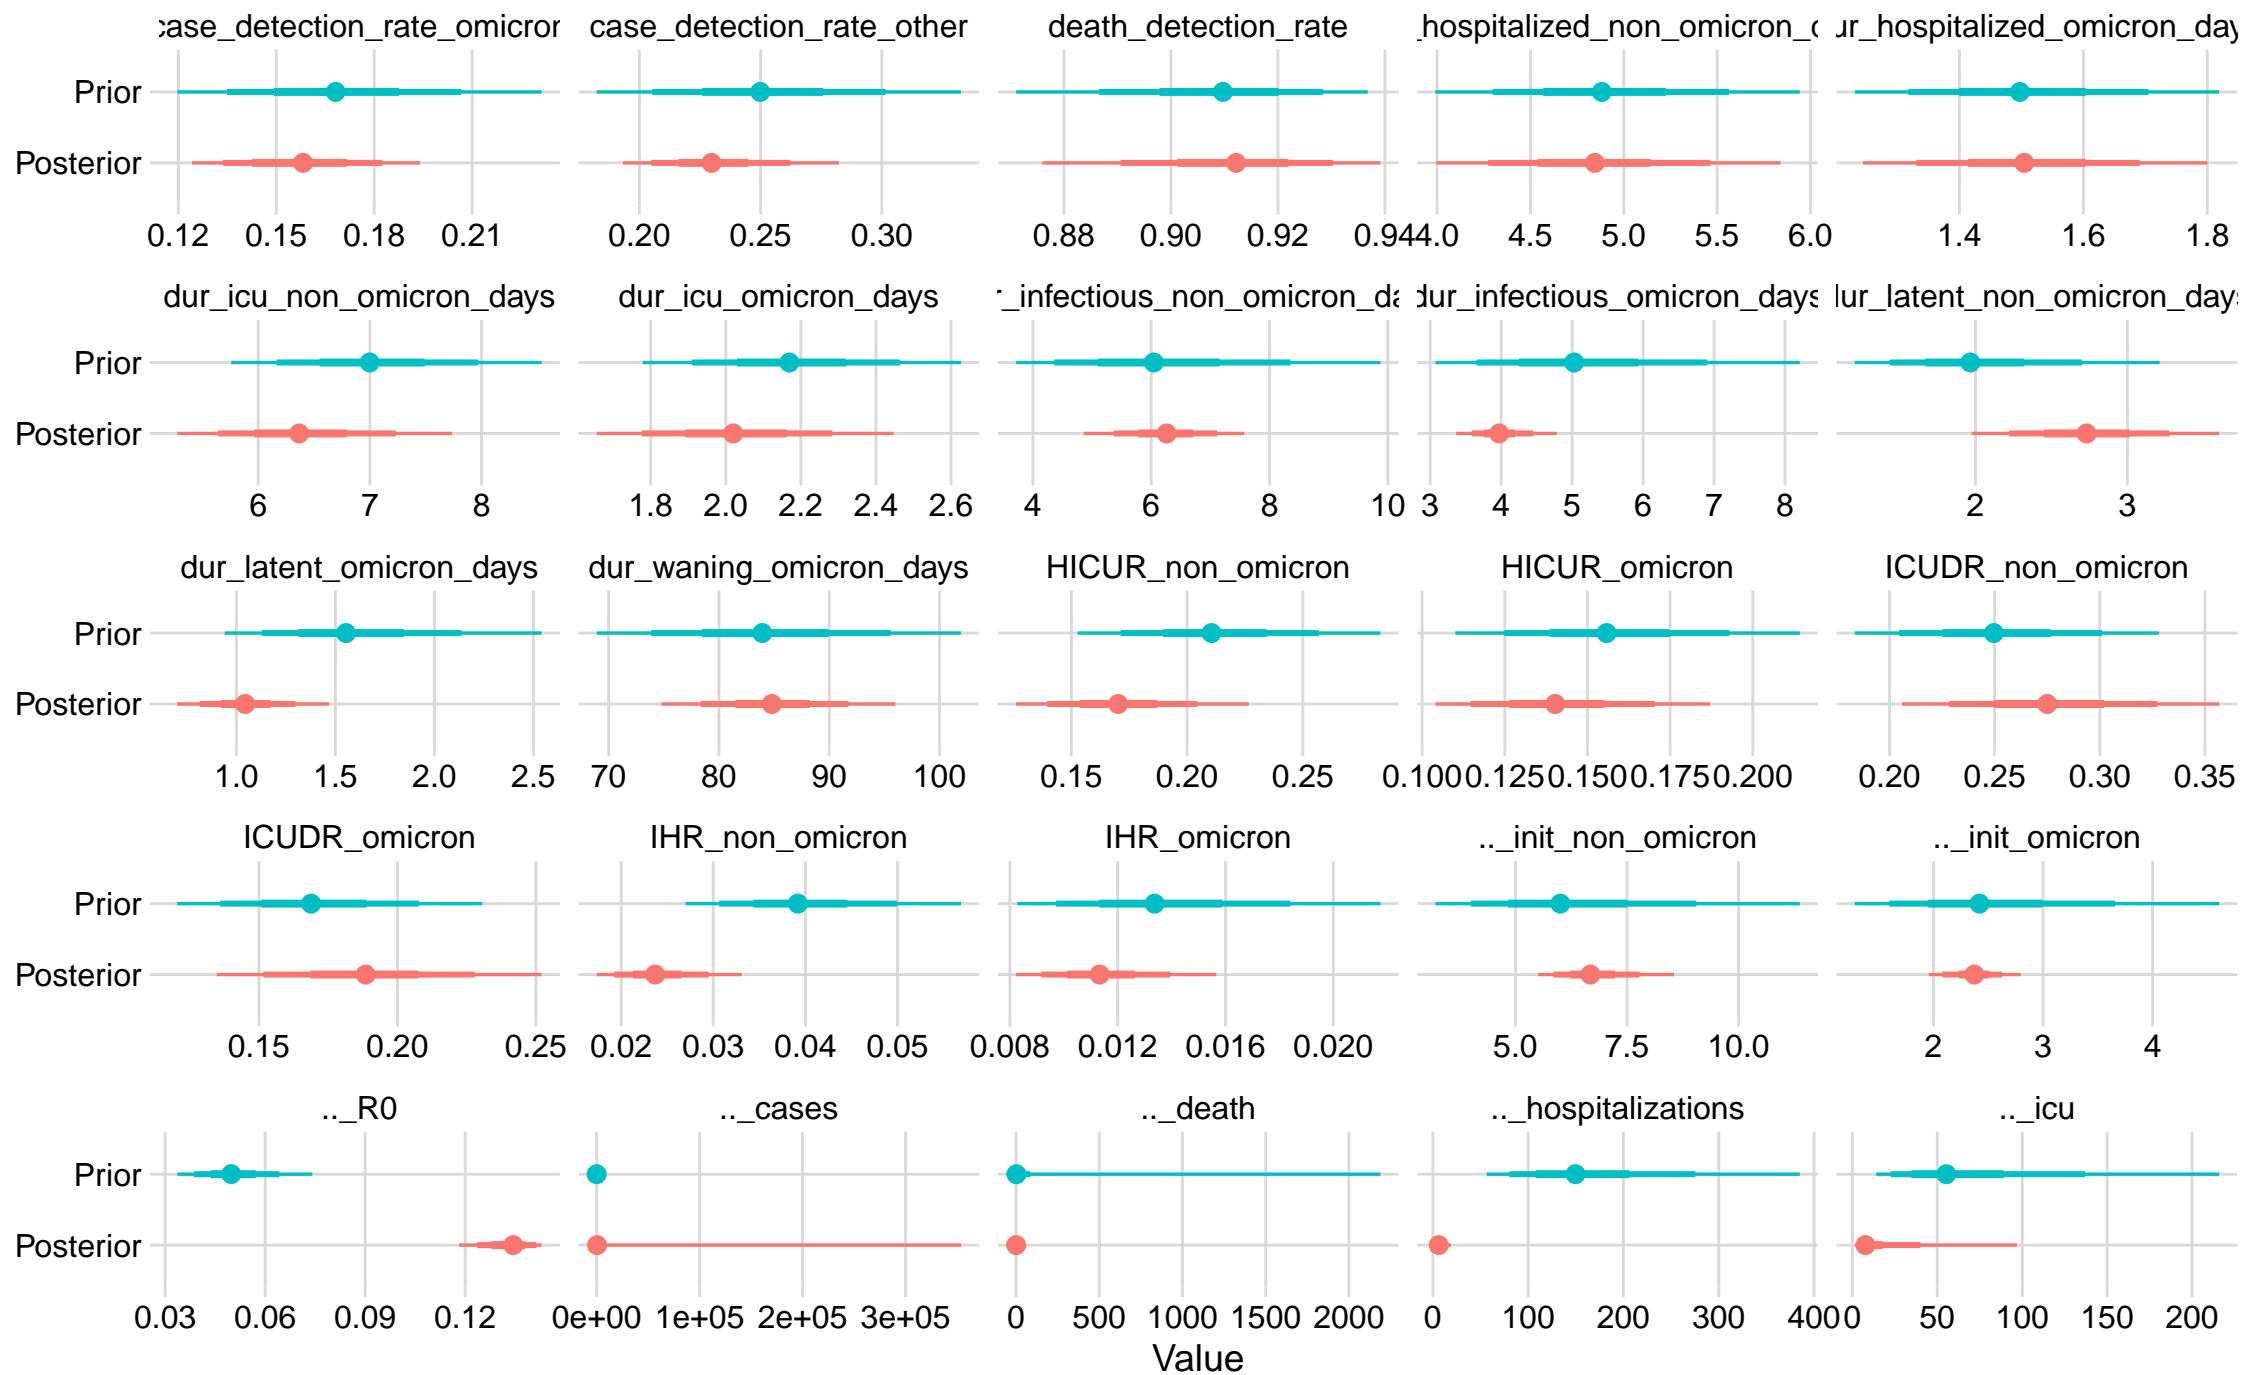 case_detection_rate_omicron case_detection_rate_other death_detection_rate _hospitalized_non_omicron_d ur_hospitalized_omicron_day
Prior
Posterior
0.12 0.15 0.18 0.21 0.20 0.25 0.30 0.88 0.90 0.92 0.94 4.0 4.5 5.0 5.5 6.0 1.4 1.6 1.8
dur_icu_non_omicron_days dur_icu_omicron_days r_infectious_non_omicron_da dur_infectious_omicron_days dur_latent_non_omicron_days
Prior
Posterior
6 7 8 1.8 2.0 2.2 2.4 2.6 4 6 8 10 3 4 5 6 7 8 2 3
dur_latent_omicron_days dur_waning_omicron_days HICUR_non_omicron HICUR_omicron ICUDR_non_omicron
Prior
Posterior
1.0 1.5 2.0 2.5 70 80 90 100 0.15 0.20 0.25 0.100 0.125 0.150 0.175 0.200 0.20 0.25 0.30 0.35
ICUDR_omicron IHR_non_omicron IHR_omicron .._init_non_omicron .._init_omicron
Prior
Posterior
0.15 0.20 0.25 0.02 0.03 0.04 0.05 0.008 0.012 0.016 0.020 5.0 7.5 10.0 2 3 4
.._R0 .._cases .._death .._hospitalizations .._icu
Prior
Posterior
0.03 0.06 0.09 0.12 0e+00 1e+05 2e+05 3e+05 0 500 1000 1500 2000 0 100 200 300 400 0 50 100 150 200
Value